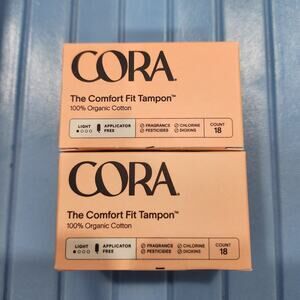 CORA
The Comfort Fit Tampon™
100% Organic Cotton
LIGHT APPLICATOR FREE FRAGRANCE PESTICIDES CHLORINE DIOXINS COUNT 18
CORA
The Comfort Fit Tampon™
100% Organic Cotton
LIGHT APPLICATOR FREE FRAGRANCE PESTICIDES CHLORINE DIOXINS COUNT 18